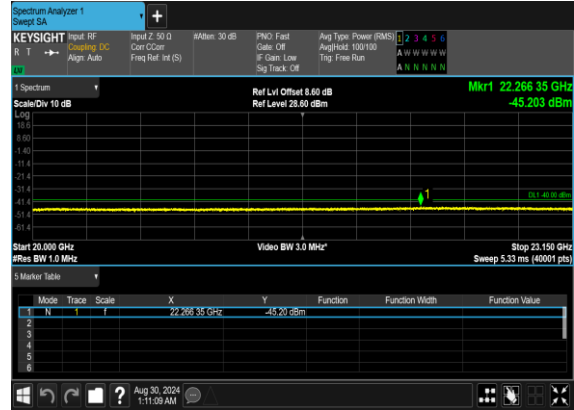 Spectrum Analyzer 1
Swept SA
+
KEYSIGHT Input: RF Input Z: 50 Ω #Atten: 30 dB PNO: Fast Avg Type: Power (RMS) 1 2 3 4 5 6
R T Coupling: DC Corr CCorr Gate: Off Avg|Hold: 100/100 A W W W W W
Align: Auto Freq Ref: Int (S) IF Gain: Low Trig: Free Run
LM Sig Track: Off A N N N N N
1 Spectrum Ref Lvl Offset 8.60 dB Mkr1 22.266 35 GHz
Scale/Div 10 dB Ref Level 28.60 dBm -45.203 dBm
Log
18.6
8.60
-1.40
-11.4
-21.4
-31.4
1
DL1 -40.00 dBm
-41.4
-51.4
-61.4
Start 20.000 GHz Video BW 3.0 MHz* Stop 23.150 GHz
#Res BW 1.0 MHz Sweep 5.33 ms (40001 pts)
5 Marker Table
Mode Trace Scale X Y Function Function Width Function Value
1 N 1 f 22.266 35 GHz -45.20 dBm
2
3
4
5
6
? Aug 30, 2024
1:11:09 AM